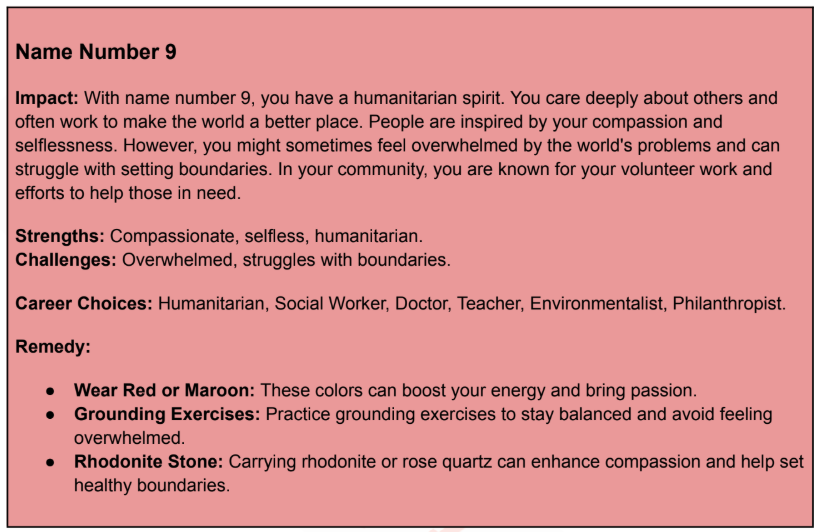 Name Number 9
Impact: With name number 9, you have a humanitarian spirit. You care deeply about others and
often work to make the world a better place. People are inspired by your compassion and
selflessness. However, you might sometimes feel overwhelmed by the world's problems and can
struggle with setting boundaries. In your community, you are known for your volunteer work and
efforts to help those in need.
Strengths: Compassionate, selfless, humanitarian.
Challenges: Overwhelmed, struggles with boundaries.
Career Choices: Humanitarian, Social Worker, Doctor, Teacher, Environmentalist, Philanthropist.
Remedy:
● Wear Red or Maroon: These colors can boost your energy and bring passion.
● Grounding Exercises: Practice grounding exercises to stay balanced and avoid feeling
overwhelmed.
● Rhodonite Stone: Carrying rhodonite or rose quartz can enhance compassion and help set
healthy boundaries.